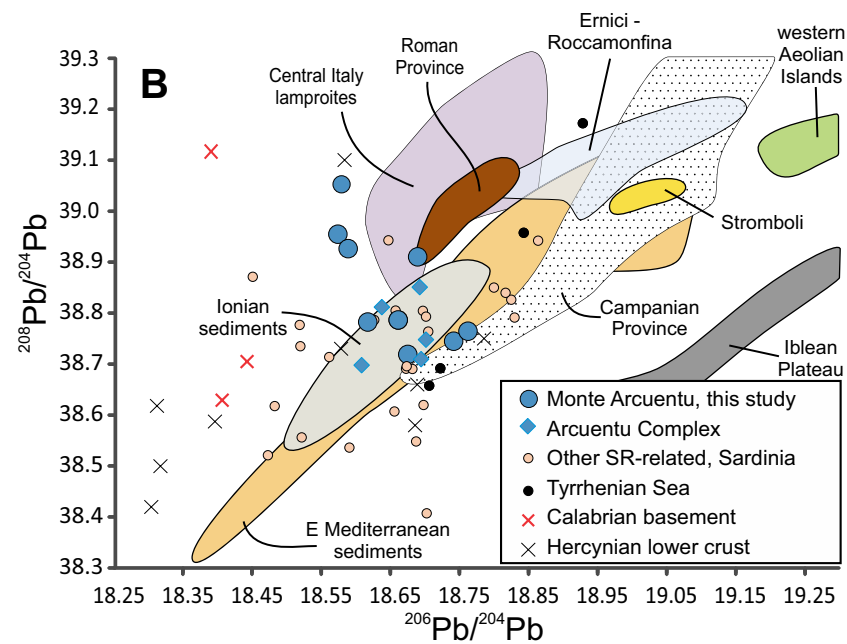 B
Ernici -
Roccamonfina
western
Aeolian
Islands
Roman
Province
Central Italy
lamproites
Stromboli
Campanian
Province
Iblean
Plateau
Ionian
sediments
E Mediterranean
sediments
Monte Arcuentu, this study
Arcuentu Complex
Other SR-related, Sardinia
Tyrrhenian Sea
Calabrian basement
Hercynian lower crust
208Pb/204Pb
39.3
39.2
39.1
39.0
38.9
38.8
38.7
38.6
38.5
38.4
38.3
18.25 18.35 18.45 18.55 18.65 18.75 18.85 18.95 19.05 19.15 19.25
206Pb/204Pb